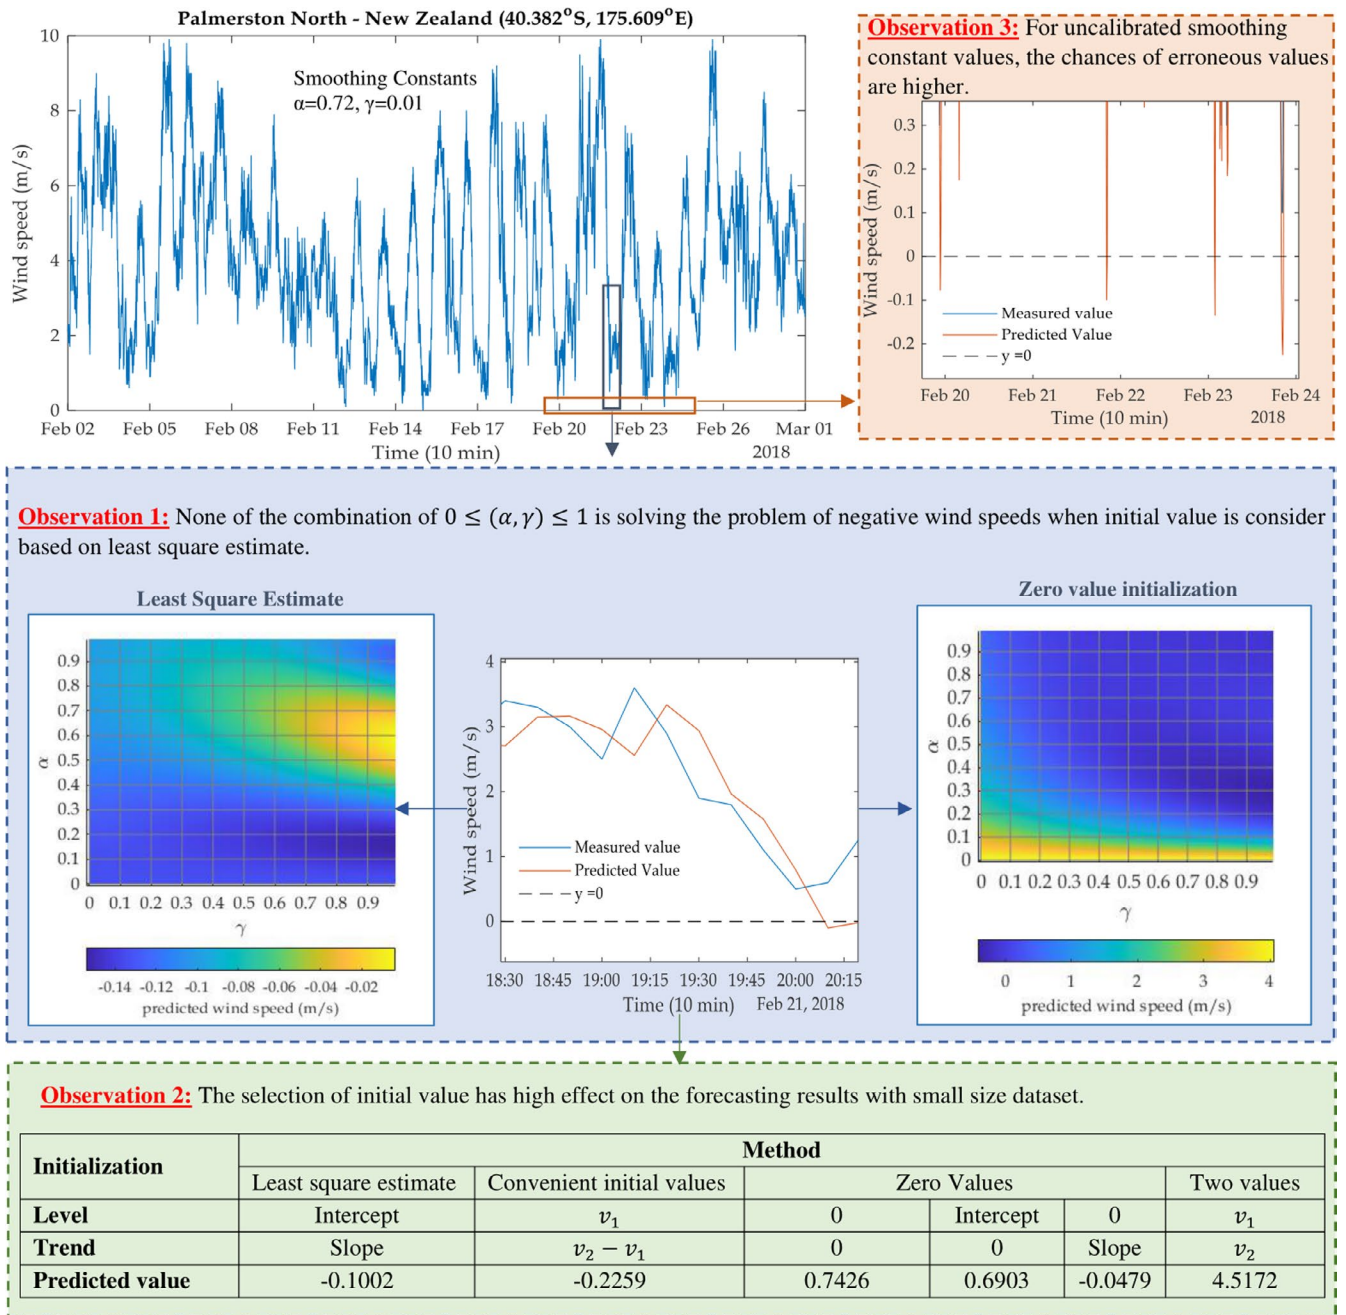 Palmerston North - New Zealand (40.382°S, 175.609°E)
10
8
6
4
2
0
Wind speed (m/s)
Smoothing Constants
α=0.72, γ=0.01
Feb 02 Feb 05 Feb 08 Feb 11 Feb 14 Feb 17 Feb 20 Feb 23 Feb 26 Mar 01
Time (10 min) 2018
Observation 3: For uncalibrated smoothing
constant values, the chances of erroneous values
are higher.
0.3
0.2
0.1
0
-0.1
-0.2
Wind speed (m/s)
Measured value
Predicted Value
y =0
Feb 20 Feb 21 Feb 22 Feb 23 Feb 24
Time (10 min) 2018
Observation 1: None of the combination of 0 ≤ (α, γ) ≤ 1 is solving the problem of negative wind speeds when initial value is consider
based on least square estimate.
Least Square Estimate
0.9
0.8
0.7
0.6
0.5
0.4
0.3
0.2
0.1
0
α
0 0.1 0.2 0.3 0.4 0.5 0.6 0.7 0.8 0.9
γ
-0.14 -0.12 -0.1 -0.08 -0.06 -0.04 -0.02
predicted wind speed (m/s)
4
3
2
1
0
Wind speed (m/s)
Measured value
Predicted Value
y =0
18:30 18:45 19:00 19:15 19:30 19:45 20:00 20:15
Time (10 min) Feb 21, 2018
Zero value initialization
0.9
0.8
0.7
0.6
0.5
0.4
0.3
0.2
0.1
0
α
0 0.1 0.2 0.3 0.4 0.5 0.6 0.7 0.8 0.9
γ
0 1 2 3 4
predicted wind speed (m/s)
Observation 2: The selection of initial value has high effect on the forecasting results with small size dataset.
Initialization Method
Least square estimate Convenient initial values Zero Values Two values
Level Intercept v₁ 0 Intercept 0 v₁
Trend Slope v₂ − v₁ 0 0 Slope v₂
Predicted value -0.1002 -0.2259 0.7426 0.6903 -0.0479 4.5172